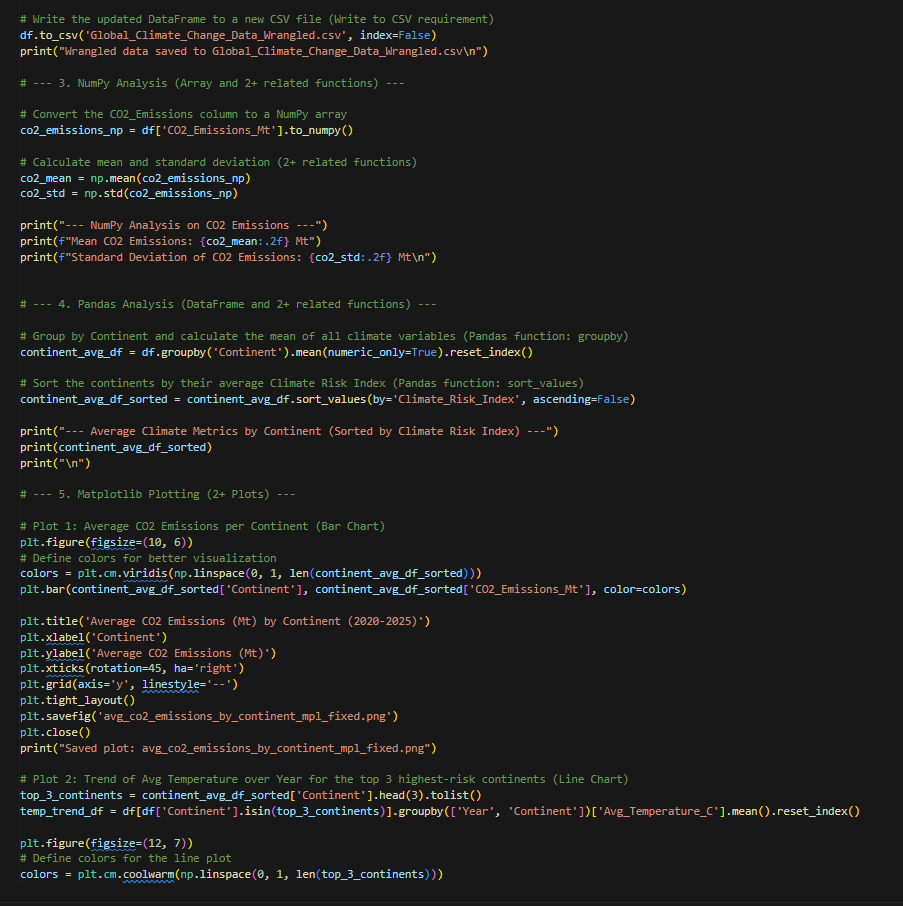 # Write the updated DataFrame to a new CSV file (Write to CSV requirement)
df.to_csv('Global_Climate_Change_Data_Wrangled.csv', index=False)
print("Wrangled data saved to Global_Climate_Change_Data_Wrangled.csv\n")
# --- 3. NumPy Analysis (Array and 2+ related functions) ---
# Convert the CO2_Emissions column to a NumPy array
co2_emissions_np = df['CO2_Emissions_Mt'].to_numpy()
# Calculate mean and standard deviation (2+ related functions)
co2_mean = np.mean(co2_emissions_np)
co2_std = np.std(co2_emissions_np)
print("--- NumPy Analysis on CO2 Emissions ---")
print(f"Mean CO2 Emissions: {co2_mean:.2f} Mt")
print(f"Standard Deviation of CO2 Emissions: {co2_std:.2f} Mt\n")
# --- 4. Pandas Analysis (DataFrame and 2+ related functions) ---
# Group by Continent and calculate the mean of all climate variables (Pandas function: groupby)
continent_avg_df = df.groupby('Continent').mean(numeric_only=True).reset_index()
# Sort the continents by their average Climate Risk Index (Pandas function: sort_values)
continent_avg_df_sorted = continent_avg_df.sort_values(by='Climate_Risk_Index', ascending=False)
print("--- Average Climate Metrics by Continent (Sorted by Climate Risk Index) ---")
print(continent_avg_df_sorted)
print("\n")
# --- 5. Matplotlib Plotting (2+ Plots) ---
# Plot 1: Average CO2 Emissions per Continent (Bar Chart)
plt.figure(figsize=(10, 6))
# Define colors for better visualization
colors = plt.cm.viridis(np.linspace(0, 1, len(continent_avg_df_sorted)))
plt.bar(continent_avg_df_sorted['Continent'], continent_avg_df_sorted['CO2_Emissions_Mt'], color=colors)
plt.title('Average CO2 Emissions (Mt) by Continent (2020-2025)')
plt.xlabel('Continent')
plt.ylabel('Average CO2 Emissions (Mt)')
plt.xticks(rotation=45, ha='right')
plt.grid(axis='y', linestyle='--')
plt.tight_layout()
plt.savefig('avg_co2_emissions_by_continent_mpl_fixed.png')
plt.close()
print("Saved plot: avg_co2_emissions_by_continent_mpl_fixed.png")
# Plot 2: Trend of Avg Temperature over Year for the top 3 highest-risk continents (Line Chart)
top_3_continents = continent_avg_df_sorted['Continent'].head(3).tolist()
temp_trend_df = df[df['Continent'].isin(top_3_continents)].groupby(['Year', 'Continent'])['Avg_Temperature_C'].mean().reset_index()
plt.figure(figsize=(12, 7))
# Define colors for the line plot
colors = plt.cm.coolwarm(np.linspace(0, 1, len(top_3_continents)))